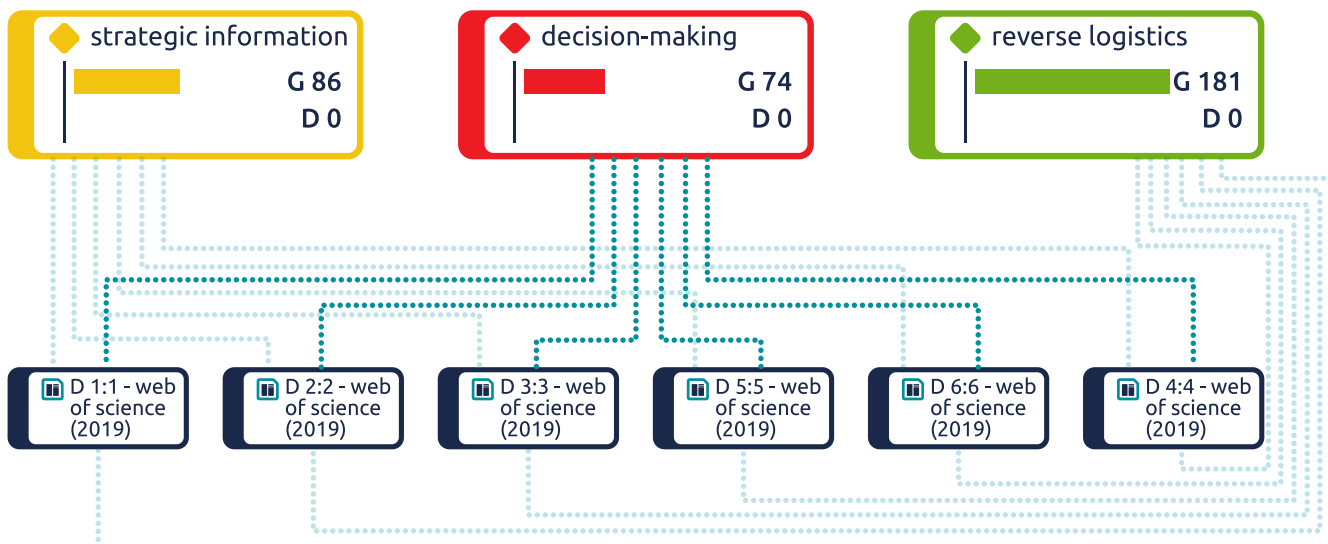 strategic information
G 86
D 0
decision-making
G 74
D 0
reverse logistics
G 181
D 0
D 1:1 - web
of science
(2019)
D 2:2 - web
of science
(2019)
D 3:3 - web
of science
(2019)
D 5:5 - web
of science
(2019)
D 6:6 - web
of science
(2019)
D 4:4 - web
of science
(2019)